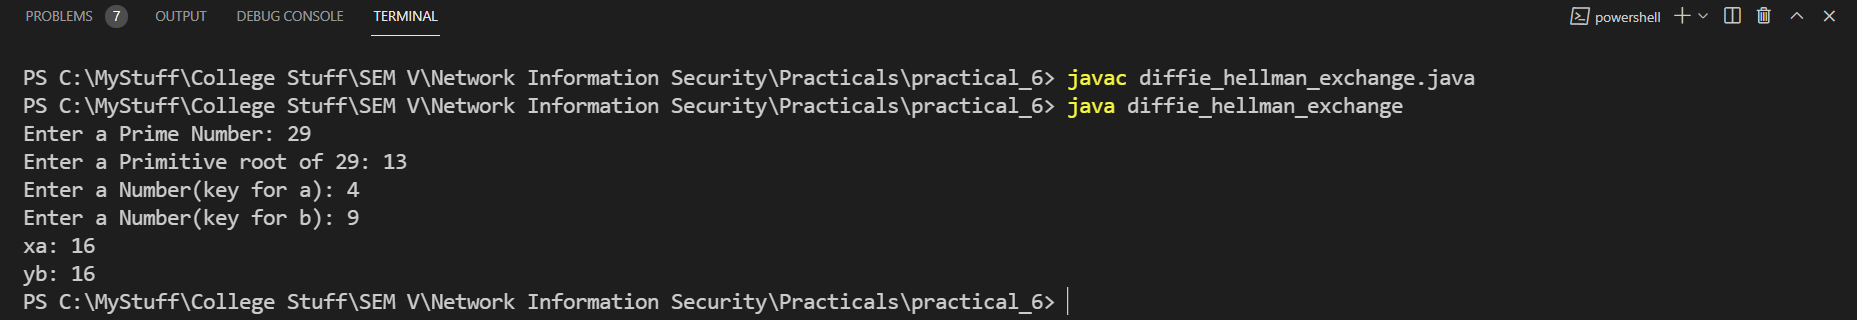 PROBLEMS 7 OUTPUT DEBUG CONSOLE TERMINAL powershell
PS C:\MyStuff\College Stuff\SEM V\Network Information Security\Practicals\practical_6> javac diffie_hellman_exchange.java
PS C:\MyStuff\College Stuff\SEM V\Network Information Security\Practicals\practical_6> java diffie_hellman_exchange
Enter a Prime Number: 29
Enter a Primitive root of 29: 13
Enter a Number(key for a): 4
Enter a Number(key for b): 9
xa: 16
yb: 16
PS C:\MyStuff\College Stuff\SEM V\Network Information Security\Practicals\practical_6>